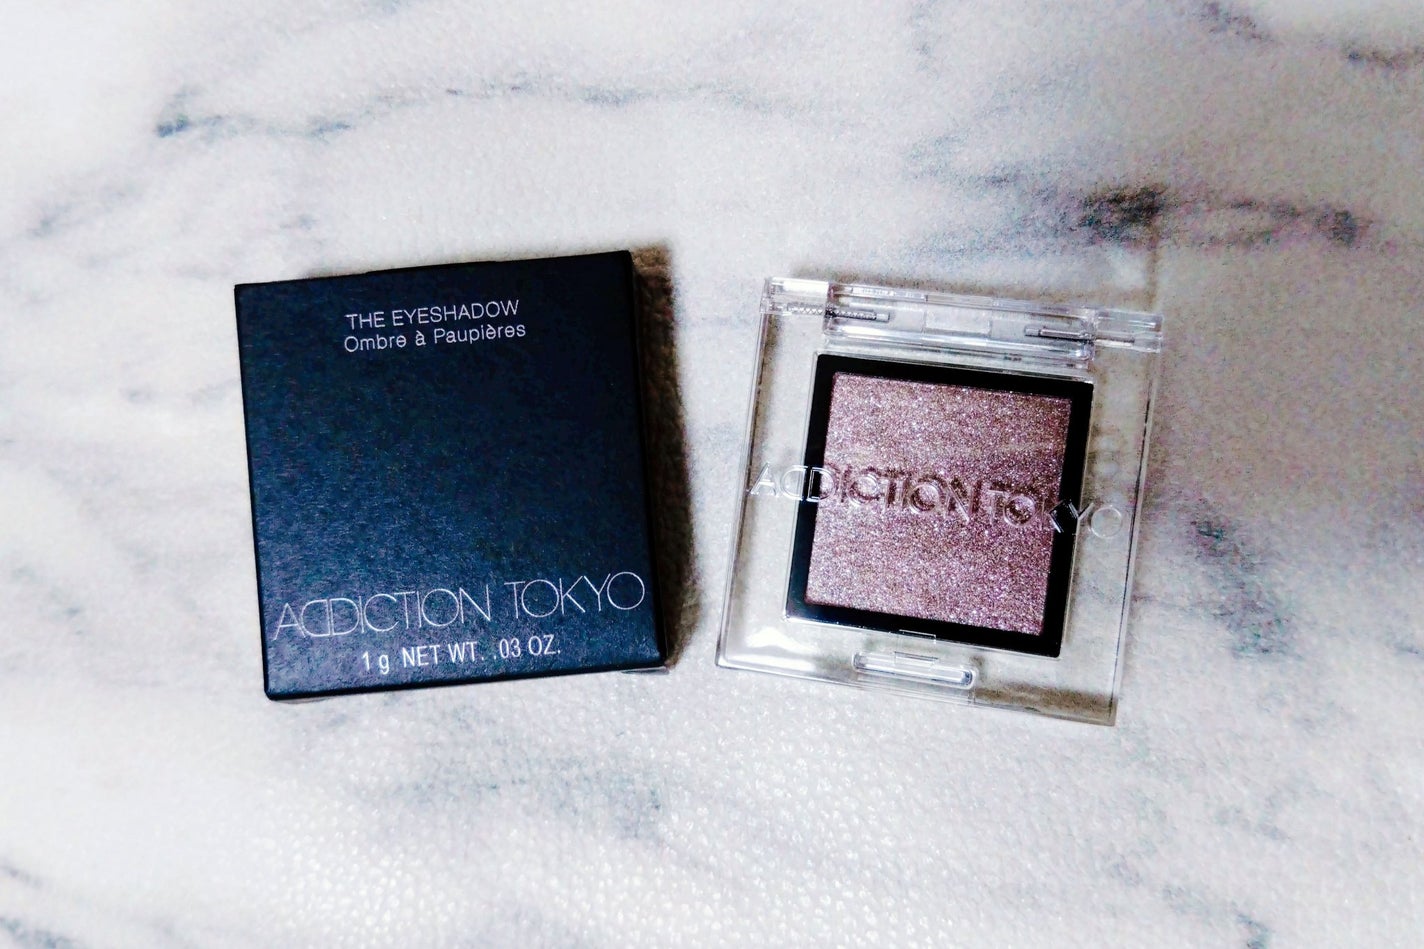 THE EYESHADOW
Ombre à Paupières
ADDICTION TOKYO
1 g NET WT. .03 OZ.
ADDICTION TOKYO